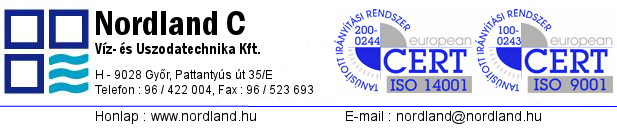 Nordland C
Víz- és Uszodatechnika Kft.
H - 9028 Győr, Pattantyús út 35/E
Telefon : 96 / 422 004, Fax : 96 / 523 693
TANÚSÍTOTT IRÁNYÍTÁSI RENDSZER
200-
0244
european
CERT
ISO 14001
TANÚSÍTOTT IRÁNYÍTÁSI RENDSZER
100-
0243
european
CERT
ISO 9001
Honlap : www.nordland.hu
E-mail : nordland@nordland.hu